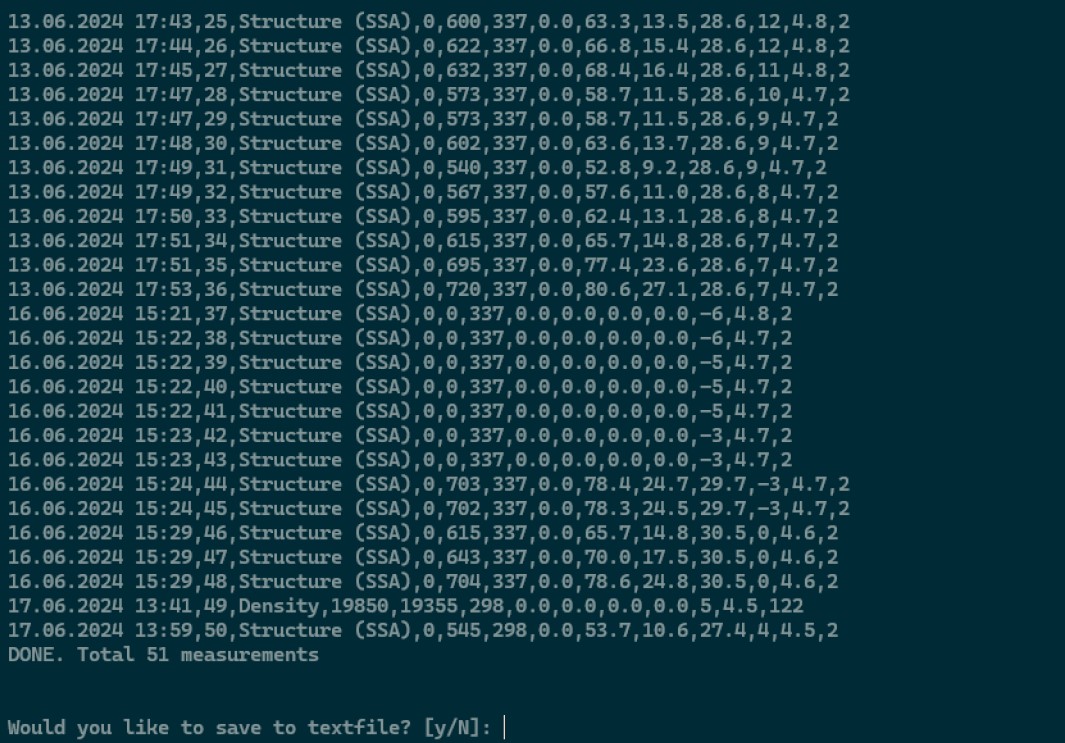 13.06.2024 17:43,25,Structure (SSA),0,600,337,0.0,63.3,13.5,28.6,12,4.8,2
13.06.2024 17:44,26,Structure (SSA),0,622,337,0.0,66.8,15.4,28.6,12,4.8,2
13.06.2024 17:45,27,Structure (SSA),0,632,337,0.0,68.4,16.4,28.6,11,4.8,2
13.06.2024 17:47,28,Structure (SSA),0,573,337,0.0,58.7,11.5,28.6,10,4.7,2
13.06.2024 17:47,29,Structure (SSA),0,573,337,0.0,58.7,11.5,28.6,9,4.7,2
13.06.2024 17:48,30,Structure (SSA),0,602,337,0.0,63.6,13.7,28.6,9,4.7,2
13.06.2024 17:49,31,Structure (SSA),0,540,337,0.0,52.8,9.2,28.6,9,4.7,2
13.06.2024 17:49,32,Structure (SSA),0,567,337,0.0,57.6,11.0,28.6,8,4.7,2
13.06.2024 17:50,33,Structure (SSA),0,595,337,0.0,62.4,13.1,28.6,8,4.7,2
13.06.2024 17:51,34,Structure (SSA),0,615,337,0.0,65.7,14.8,28.6,7,4.7,2
13.06.2024 17:51,35,Structure (SSA),0,695,337,0.0,77.4,23.6,28.6,7,4.7,2
13.06.2024 17:53,36,Structure (SSA),0,720,337,0.0,80.6,27.1,28.6,7,4.7,2
16.06.2024 15:21,37,Structure (SSA),0,0,337,0.0,0.0,0.0,0.0,-6,4.8,2
16.06.2024 15:22,38,Structure (SSA),0,0,337,0.0,0.0,0.0,0.0,-6,4.7,2
16.06.2024 15:22,39,Structure (SSA),0,0,337,0.0,0.0,0.0,0.0,-5,4.7,2
16.06.2024 15:22,40,Structure (SSA),0,0,337,0.0,0.0,0.0,0.0,-5,4.7,2
16.06.2024 15:22,41,Structure (SSA),0,0,337,0.0,0.0,0.0,0.0,-5,4.7,2
16.06.2024 15:23,42,Structure (SSA),0,0,337,0.0,0.0,0.0,0.0,-3,4.7,2
16.06.2024 15:23,43,Structure (SSA),0,0,337,0.0,0.0,0.0,0.0,-3,4.7,2
16.06.2024 15:24,44,Structure (SSA),0,703,337,0.0,78.4,24.7,29.7,-3,4.7,2
16.06.2024 15:24,45,Structure (SSA),0,702,337,0.0,78.3,24.5,29.7,-3,4.7,2
16.06.2024 15:29,46,Structure (SSA),0,615,337,0.0,65.7,14.8,30.5,0,4.6,2
16.06.2024 15:29,47,Structure (SSA),0,643,337,0.0,70.0,17.5,30.5,0,4.6,2
16.06.2024 15:29,48,Structure (SSA),0,704,337,0.0,78.6,24.8,30.5,0,4.6,2
17.06.2024 13:41,49,Density,19850,19355,298,0.0,0.0,0.0,0.0,5,4.5,122
17.06.2024 13:59,50,Structure (SSA),0,545,298,0.0,53.7,10.6,27.4,4,4.5,2
DONE. Total 51 measurements
Would you like to save to textfile? [y/N]: